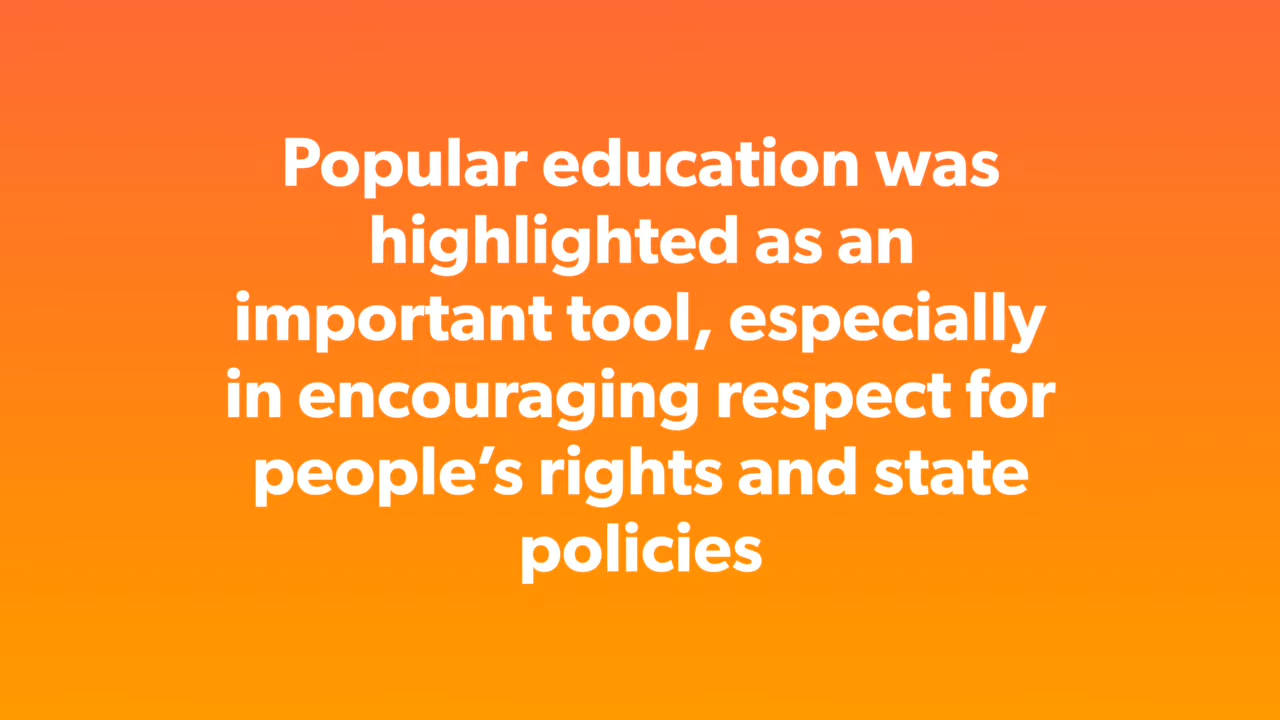 Popular education was
highlighted as an
important tool, especially
in encouraging respect for
people’s rights and state
policies